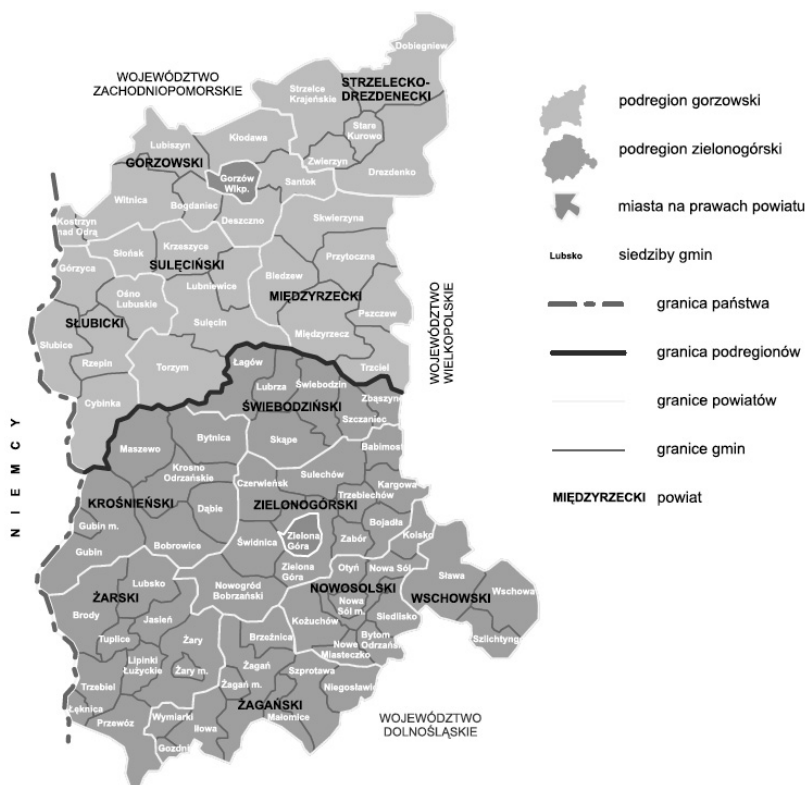 Dobiegniew
WOJEWÓDZTWO
ZACHODNIOPOMORSKIE
Strzelce
Krajeńskie
STRZELECKO-
DREZDENECKI
Stare
Kurowo
Kłodawa
Lubiszyn
GORZOWSKI
Zwierzyn
Drezdenko
Gorzów
Wlkp.
Santok
Witnica
Bogdaniec
Deszczno
Skwierzyna
Kostrzyn
nad Odrą
Słońsk
Krzeszyce
SULĘCIŃSKI
Przytoczna
Górzyca
Bledzew
Lubniewice
MIĘDZYRZECKI
Ośno
Lubuskie
Pszczew
SŁUBICKI
Sulęcin
Międzyrzecz
Słubice
Rzepin
Torzym
Łagów
Trzciel
WOJEWÓDZTWO
WIELKOPOLSKIE
Cybinka
Lubrza
Świebodzin
Zbąszyne
ŚWIEBODZIŃSKI
Szczaniec
Maszewo
Bytnica
Skąpe
Babimost
Krosno
Odrzańskie
Czerwieńsk
Sulechów
Kargowa
Trzebiechów
KROŚNIEŃSKI
Dąbie
ZIELONOGÓRSKI
Bojadła
Gubin m.
Zielona
Góra
Zabór
Kolsko
Gubin
Bobrowice
Świdnica
Zielona
Góra
Otyń
Nowa Sól
Sława
Wschowa
Lubsko
Nowogród
Bobrzański
NOWOSOLSKI
WSCHOWSKI
ŻARSKI
Nowa
Sól m.
Siedlisko
Szlichtyng
Brody
Jasień
Kożuchów
Tuplice
Żary
Brzeźnica
Bytom
Odrzańsk
Nowe
Miasteczko
Lipinki
Łużyckie
Żary m.
Żagań
Szprotawa
Trzebiel
Żagań m.
Niegosławic
Łęknica
ŻAGAŃSKI
Przewóz
Wymiarki
Iłowa
Małomice
Gozdni
WOJEWÓDZTWO
DOLNOŚLĄSKIE
NIEMCY
podregion gorzowski
podregion zielonogórski
miasta na prawach powiatu
Lubsko siedziby gmin
granica państwa
granica podregionów
granice powiatów
granice gmin
MIĘDZYRZECKI powiat